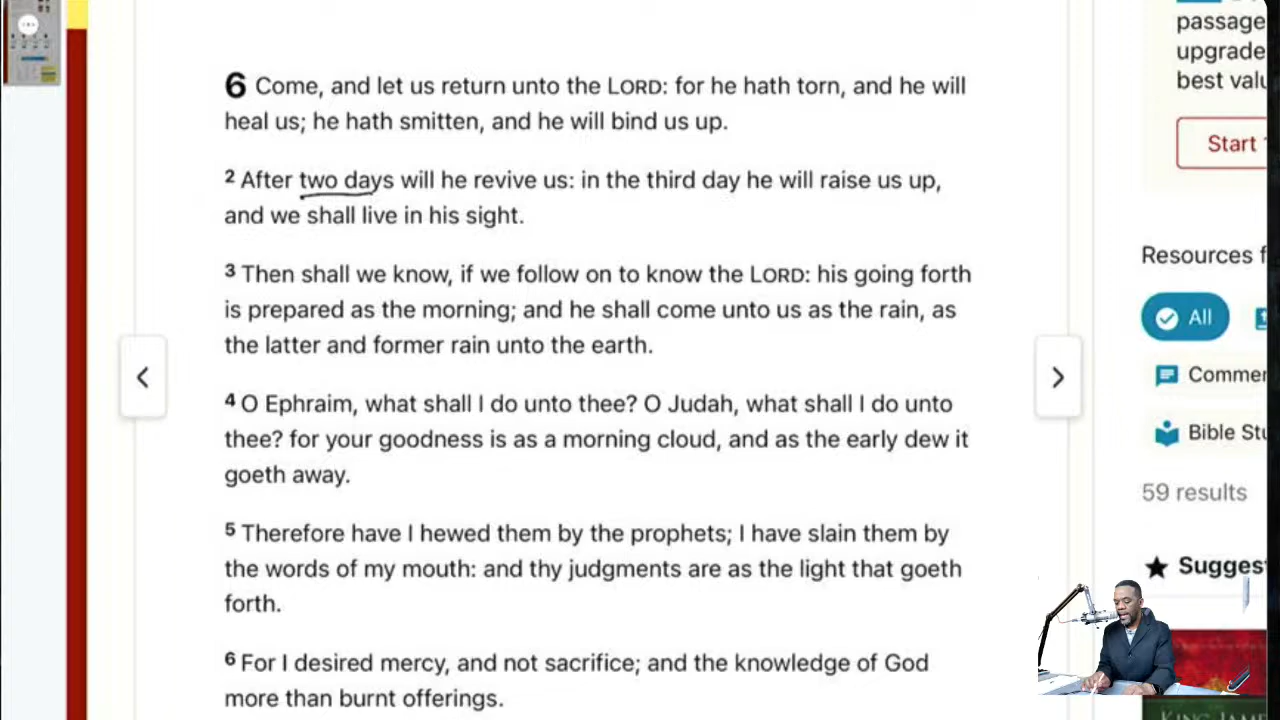 6 Come, and let us return unto the LORD: for he hath torn, and he will
heal us; he hath smitten, and he will bind us up.
2 After two days will he revive us: in the third day he will raise us up,
and we shall live in his sight.
3 Then shall we know, if we follow on to know the LORD: his going forth
is prepared as the morning; and he shall come unto us as the rain, as
the latter and former rain unto the earth.
4 O Ephraim, what shall I do unto thee? O Judah, what shall I do unto
thee? for your goodness is as a morning cloud, and as the early dew it
goeth away.
5 Therefore have I hewed them by the prophets; I have slain them by
the words of my mouth: and thy judgments are as the light that goeth
forth.
6 For I desired mercy, and not sacrifice; and the knowledge of God
more than burnt offerings.
passage
upgrade
best valu
Start
Resources f
All
Commer
Bible Stu
59 results
Sugges
KING JAME